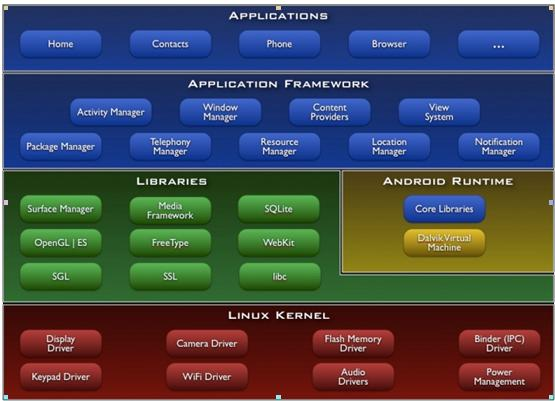 APPLICATIONS
Home
Contacts
Phone
Browser
...
APPLICATION FRAMEWORK
Activity Manager
Window
Manager
Content
Providers
View
System
Package Manager
Telephony
Manager
Resource
Manager
Location
Manager
Notification
Manager
LIBRARIES
Surface Manager
Media
Framework
SQLite
OpenGL | ES
FreeType
WebKit
SGL
SSL
libc
ANDROID RUNTIME
Core Libraries
Dalvik Virtual
Machine
LINUX KERNEL
Display
Driver
Camera Driver
Flash Memory
Driver
Binder (IPC)
Driver
Keypad Driver
WiFi Driver
Audio
Drivers
Power
Management